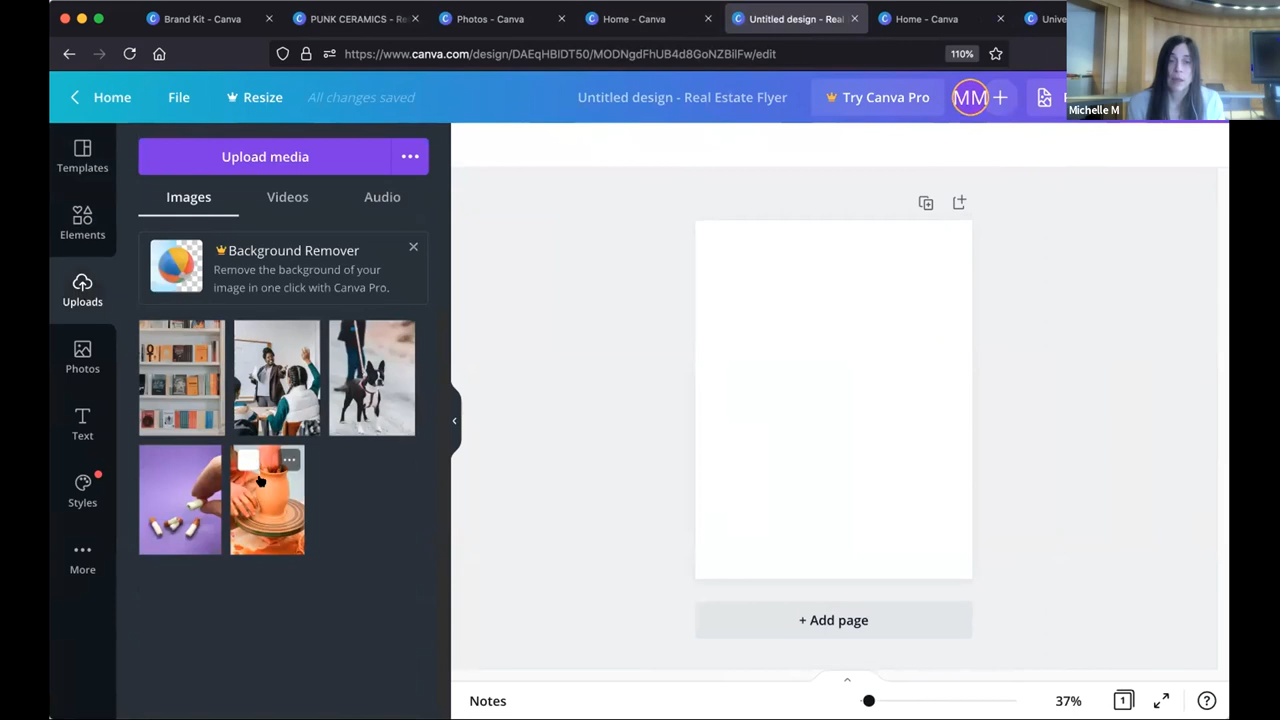 Brand Kit - Canva
PUNK CERAMICS - Re
Photos - Canva
Home - Canva
Untitled design - Real
Home - Canva
Unive
https://www.canva.com/design/DAEqHBIDT50/MODNgdFhUB4d8GoNZBilFw/edit
110%
Michelle M
Home
File
Resize
All changes saved
Untitled design - Real Estate Flyer
Try Canva Pro
MM
Templates
Elements
Uploads
Photos
Text
Styles
More
Upload media
Images
Videos
Audio
Background Remover
Remove the background of your
image in one click with Canva Pro.
+ Add page
Notes
37%
1